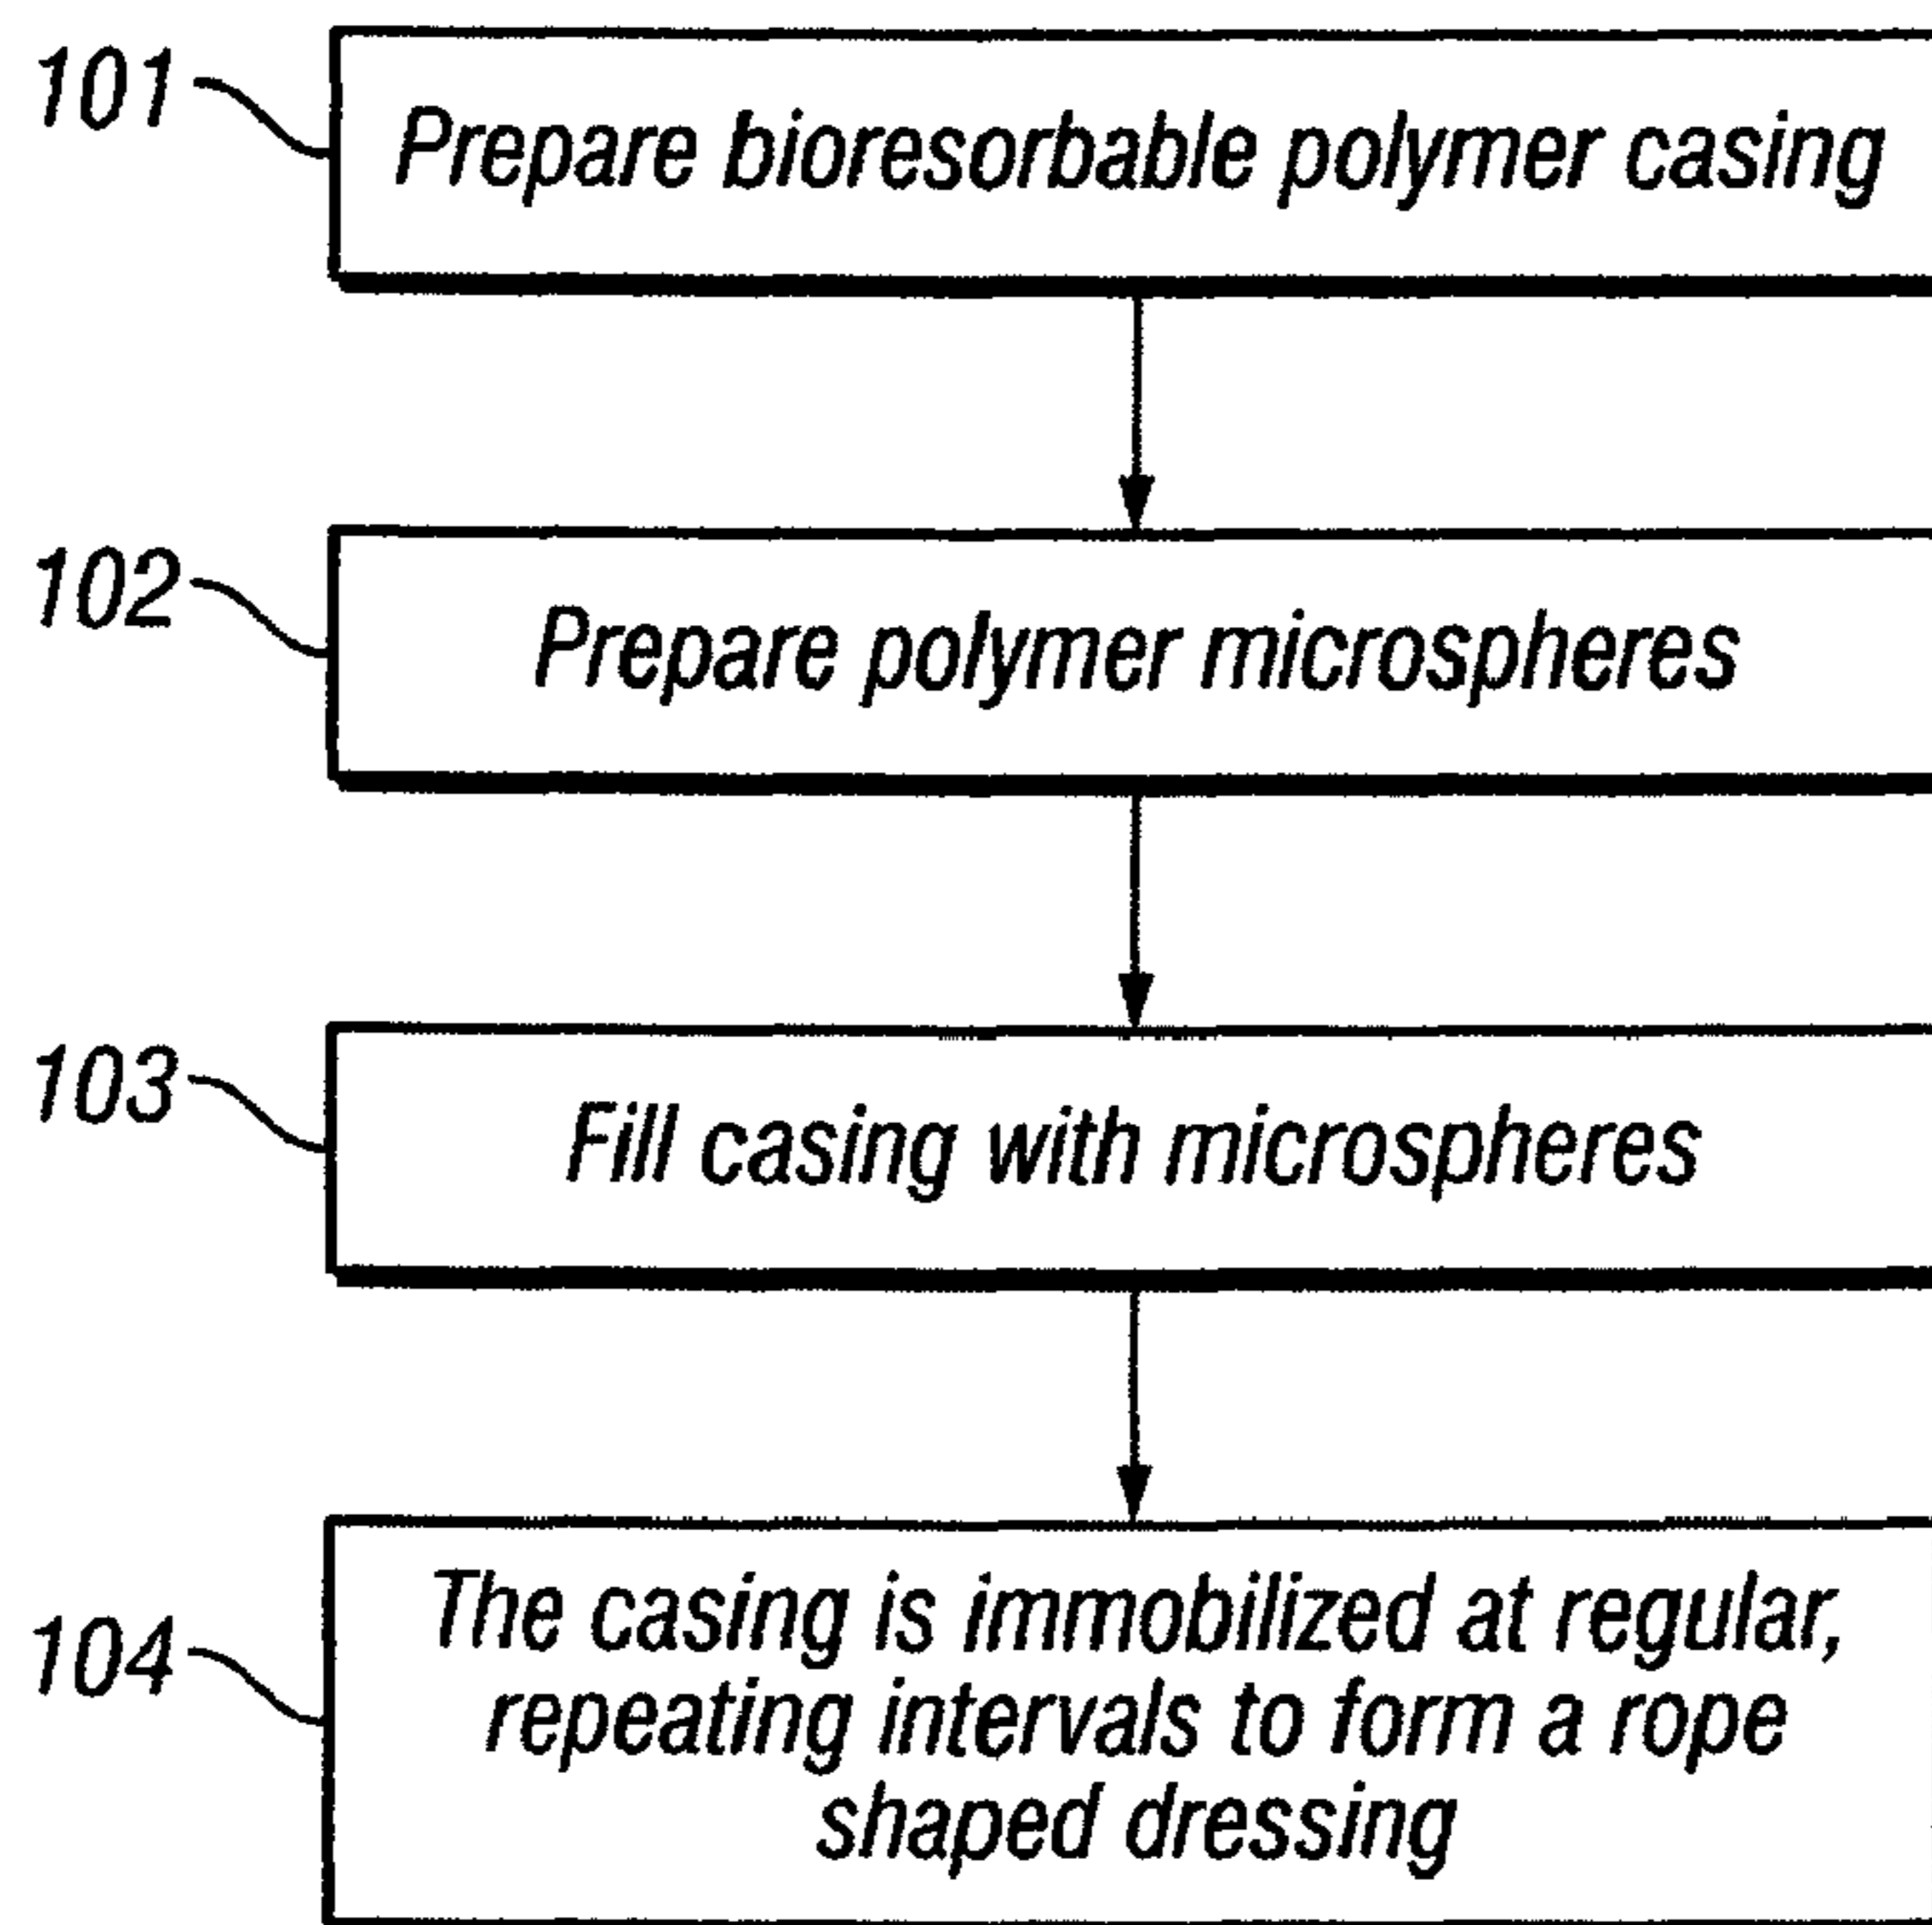 101
Prepare bioresorbable polymer casing
102
Prepare polymer microspheres
103
Fill casing with microspheres
104
The casing is immobilized at regular,
repeating intervals to form a rope
shaped dressing